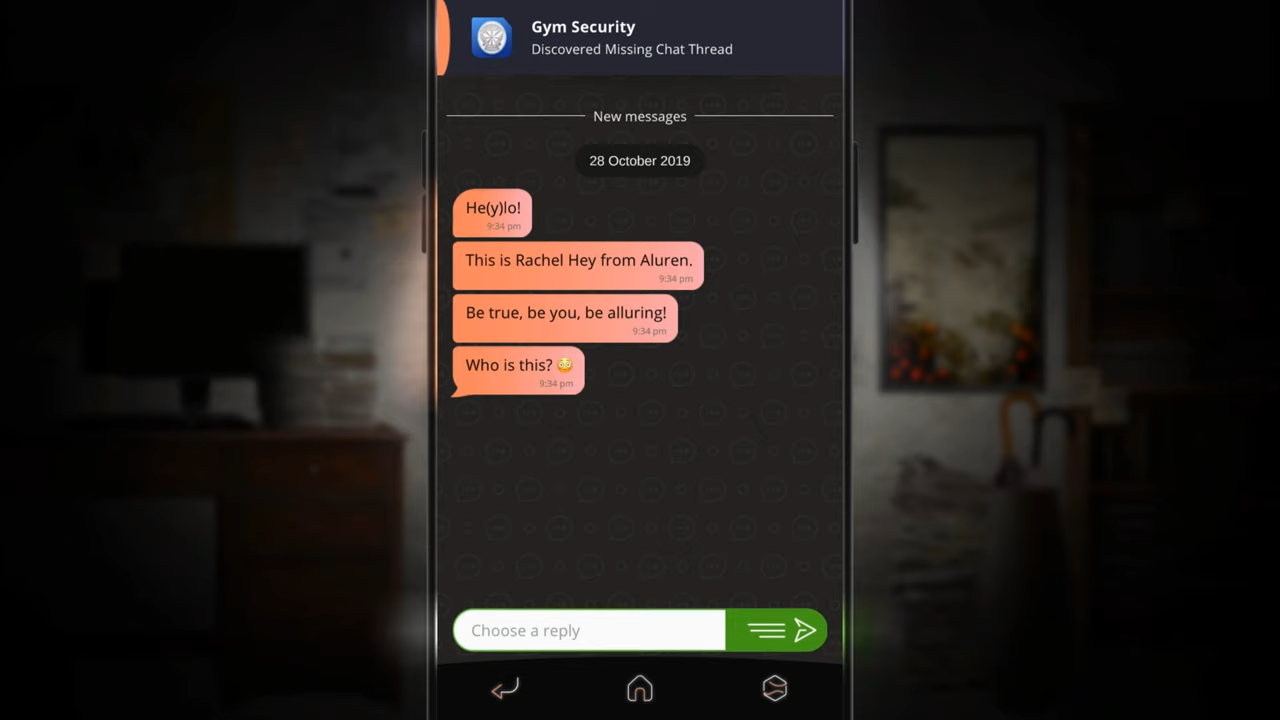 Gym Security
Discovered Missing Chat Thread
New messages
28 October 2019
He(y)lo!
9:34 pm
This is Rachel Hey from Aluren.
9:34 pm
Be true, be you, be alluring!
9:34 pm
Who is this? 😳
9:34 pm
Choose a reply